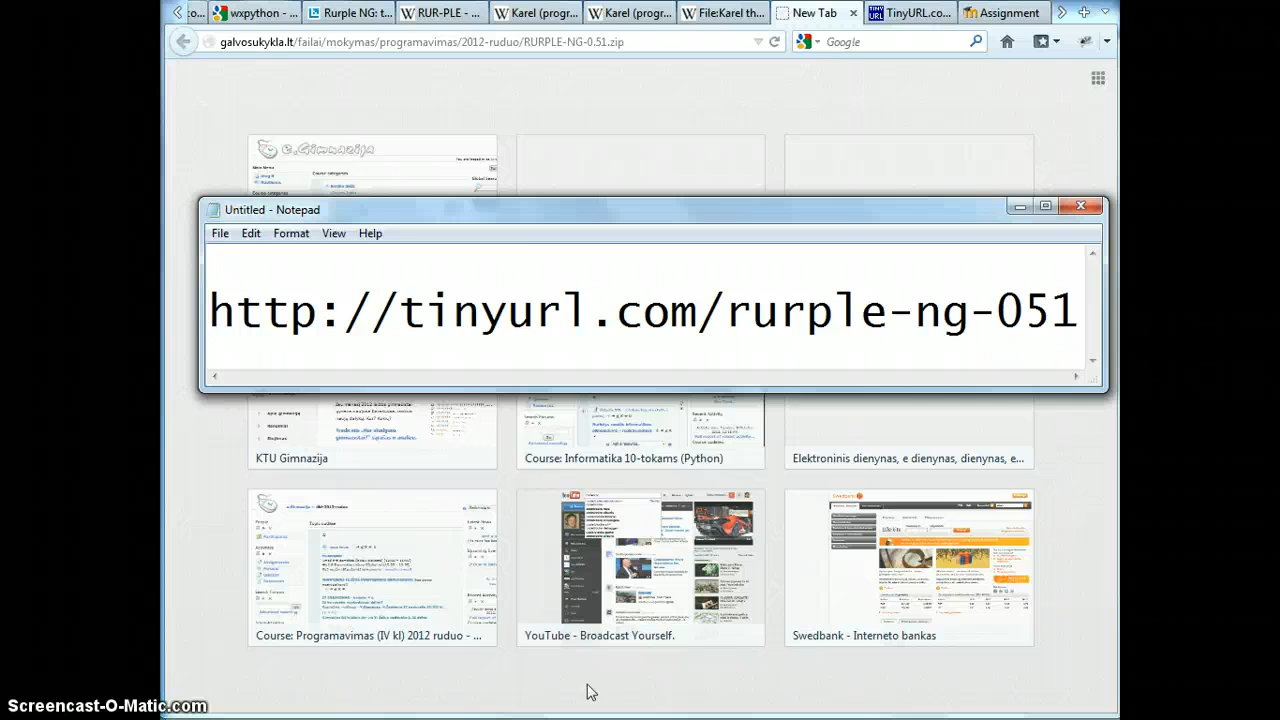 co...
wxpython - ...
Rurple NG: t...
RUR-PLE - ...
Karel (progr...
Karel (progr...
File:Karel th...
New Tab
TinyURL.co...
Assignment
galvosukykla.lt/failai/mokymas/programavimas/2012-ruduo/RURPLE-NG-0.51.zip
Google
e.Gimnazija
Untitled - Notepad
File Edit Format View Help
http://tinyurl.com/rurple-ng-051
KTU Gimnazija
Course: Informatika 10-tokams (Python)
Elektroninis dienynas, e dienynas, dienynas, e...
Course: Programavimas (IV kl) 2012 ruduo - ...
YouTube - Broadcast Yourself.
Swedbank - Interneto bankas
Screencast-O-Matic.com